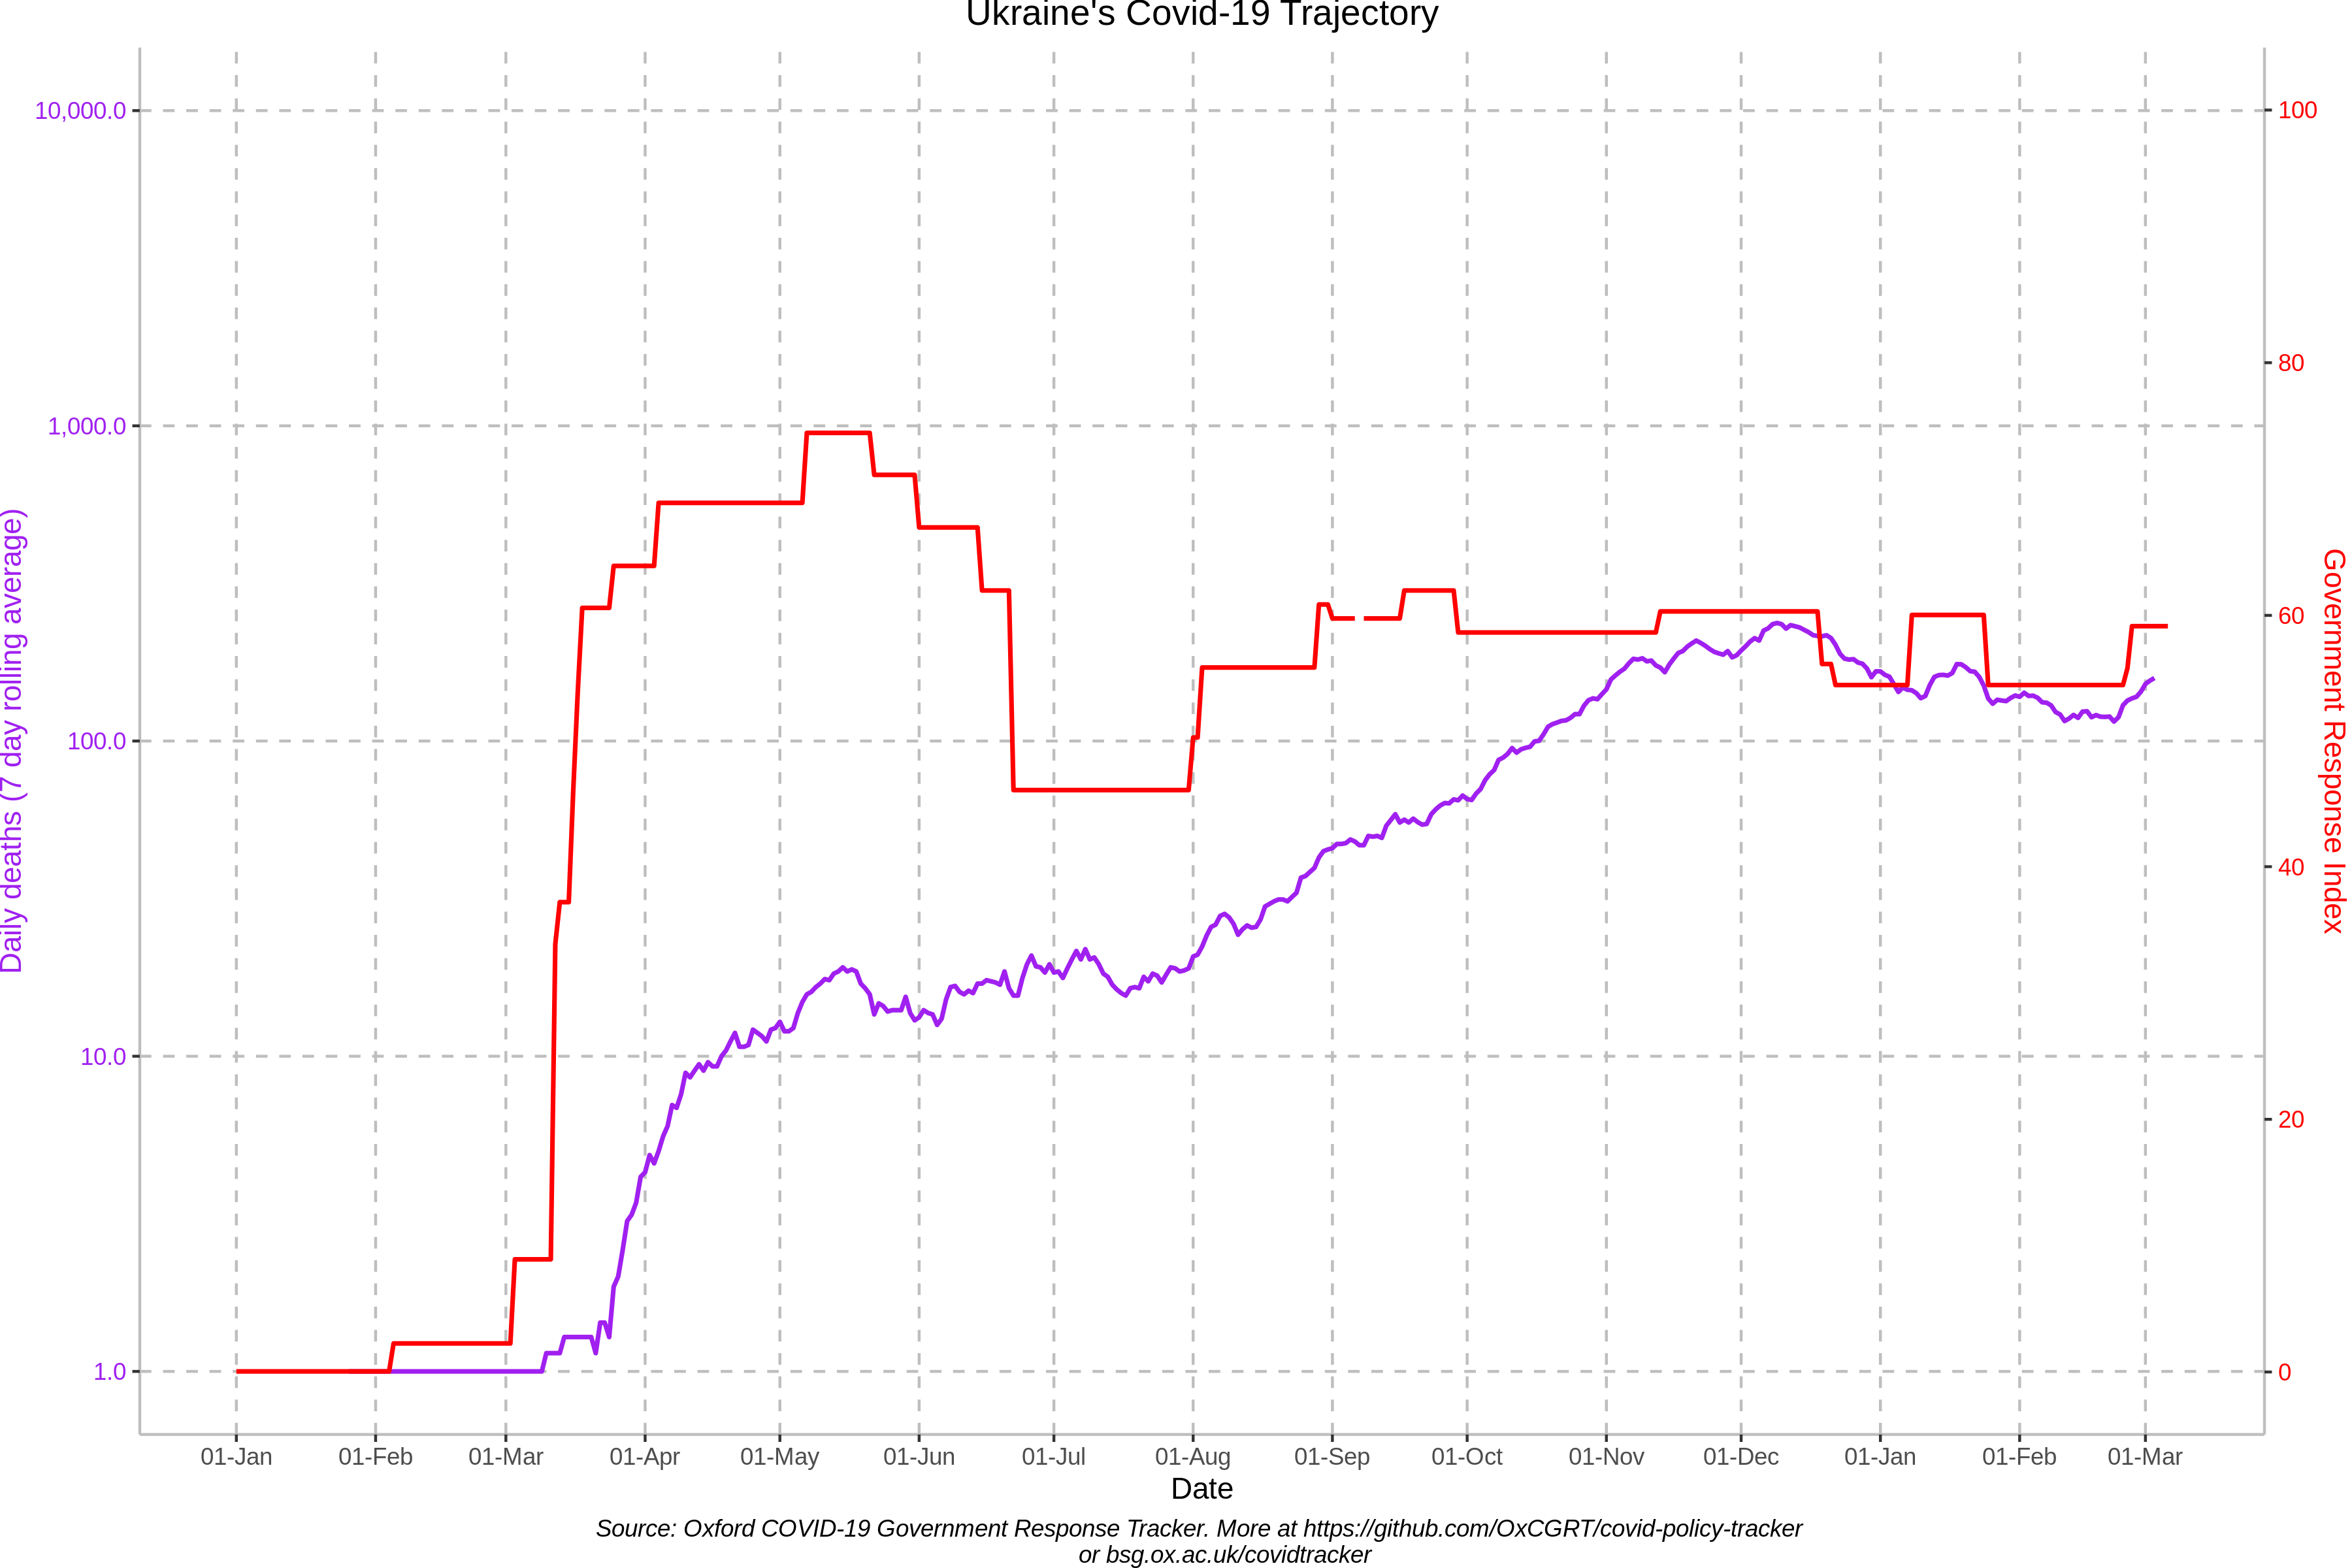 Ukraine's Covid-19 Trajectory
10,000.0
1,000.0
100.0
10.0
1.0
Daily deaths (7 day rolling average)
100
80
60
40
20
0
Government Response Index
01-Jan 01-Feb 01-Mar 01-Apr 01-May 01-Jun 01-Jul 01-Aug 01-Sep 01-Oct 01-Nov 01-Dec 01-Jan 01-Feb 01-Mar
Date
Source: Oxford COVID-19 Government Response Tracker. More at https://github.com/OxCGRT/covid-policy-tracker
or bsg.ox.ac.uk/covidtracker